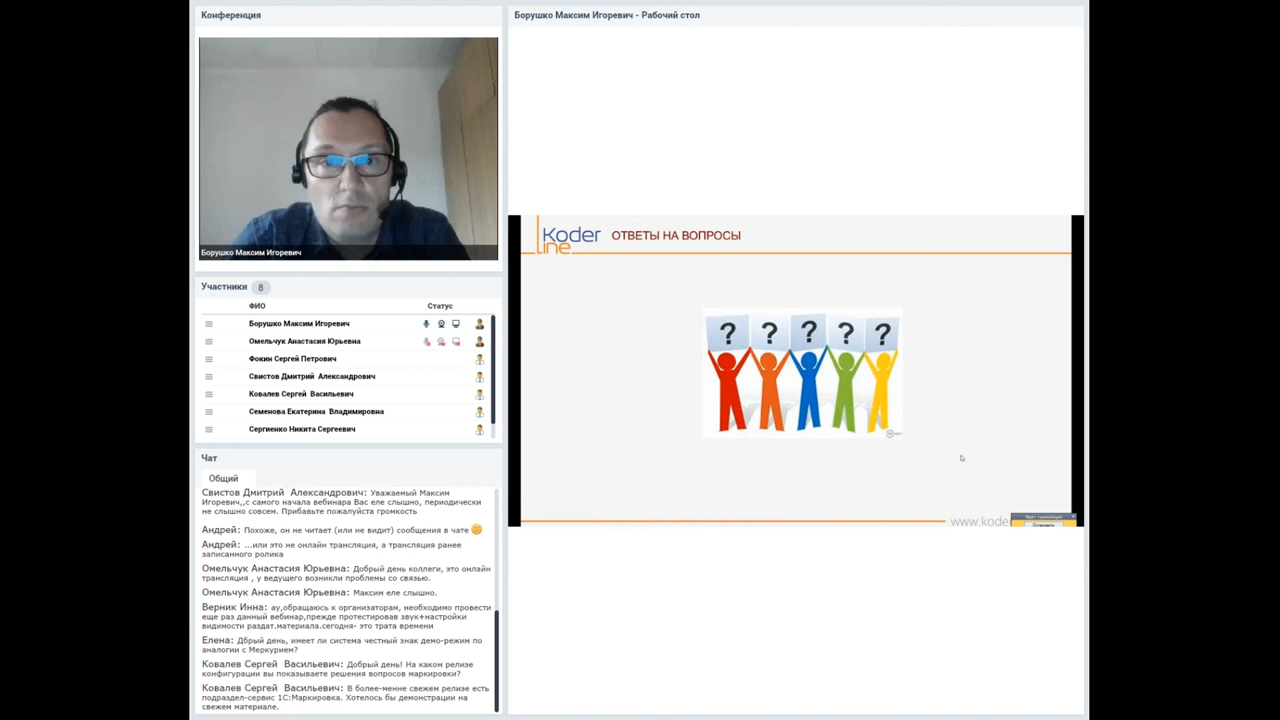 Конференция
Борушко Максим Игоревич
Участники 8
ФИО Статус
Борушко Максим Игоревич
Омельчук Анастасия Юрьевна
Фокин Сергей Петрович
Свистов Дмитрий Александрович
Ковалев Сергей Васильевич
Семенова Екатерина Владимировна
Сергиенко Никита Сергеевич
Чат
Общий
Свистов Дмитрий Александрович: Уважаемый Максим
Игоревич,,с самого начала вебинара Вас еле слышно, периодически
не слышно совсем. Прибавьте пожалуйста громкость
Андрей: Похоже, он не читает (или не видит) сообщения в чате
Андрей: ...или это не онлайн трансляция, а трансляция ранее
записанного ролика
Омельчук Анастасия Юрьевна: Добрый день коллеги, это онлайн
трансляция , у ведущего возникли проблемы со связью.
Омельчук Анастасия Юрьевна: Максим еле слышно.
Верник Инна: ау,обращаюсь к организаторам, необходимо провести
еще раз данный вебинар,прежде протестировав звук+настройки
видимости раздат.материала.сегодня- это трата времени
Елена: Дбрый день, имеет ли система честный знак демо-режим по
аналогии с Меркурием?
Ковалев Сергей Васильевич: Добрый день! На каком релизе
конфигурации вы показываете решения вопросов маркировки?
Ковалев Сергей Васильевич: В более-менне свежем релизе есть
подраздел-сервис 1С:Маркировка. Хотелось бы демонстрации на
свежем материале.
Борушко Максим Игоревич - Рабочий стол
Koder
line
ОТВЕТЫ НА ВОПРОСЫ
? ? ? ? ?
www.koder
Идет трансляция
Остановить